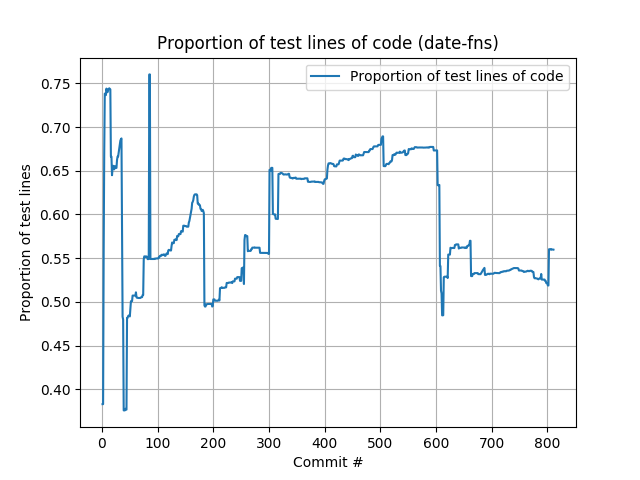 Proportion of test lines of code (date-fns)
Proportion of test lines of code
Proportion of test lines
0.75
0.70
0.65
0.60
0.55
0.50
0.45
0.40
0 100 200 300 400 500 600 700 800
Commit #